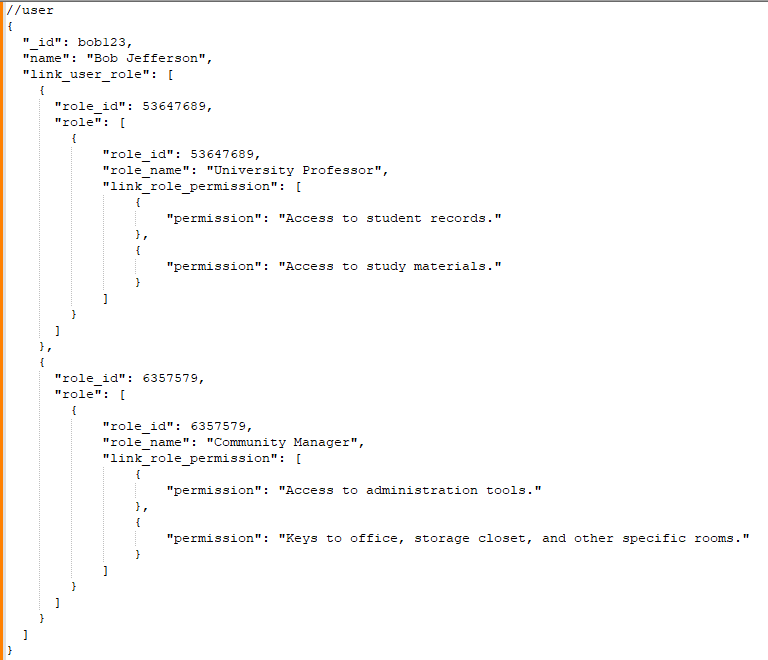 //user
{
  "_id": bob123,
  "name": "Bob Jefferson",
  "link_user_role": [
    {
      "role_id": 53647689,
      "role": [
        {
            "role_id": 53647689,
            "role_name": "University Professor",
            "link_role_permission": [
                {
                    "permission": "Access to student records."
                },
                {
                    "permission": "Access to study materials."
                }
            ]
        }
      ]
    },
    {
      "role_id": 6357579,
      "role": [
        {
            "role_id": 6357579,
            "role_name": "Community Manager",
            "link_role_permission": [
                {
                    "permission": "Access to administration tools."
                },
                {
                    "permission": "Keys to office, storage closet, and other specific rooms."
                }
            ]
        }
      ]
    }
  ]
}